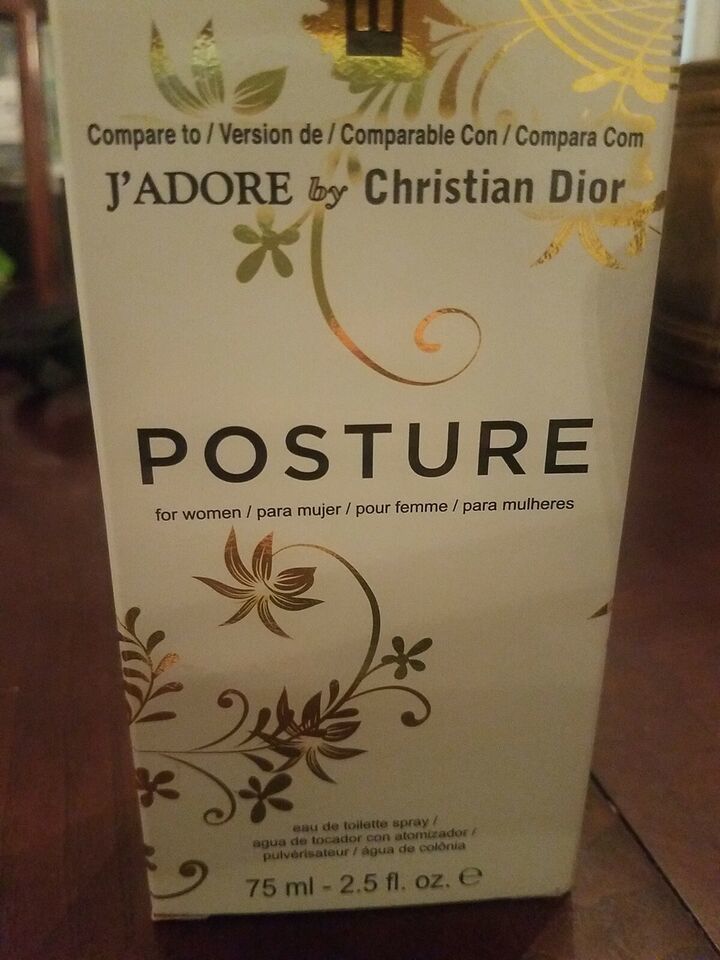 Compare to / Version de / Comparable Con / Compara Com
J'ADORE by Christian Dior
POSTURE
for women / para mujer / pour femme / para mulheres
eau de toilette spray /
agua de tocador con atomizador /
pulvérisateur / água de colônia
75 ml - 2.5 fl. oz. ℮